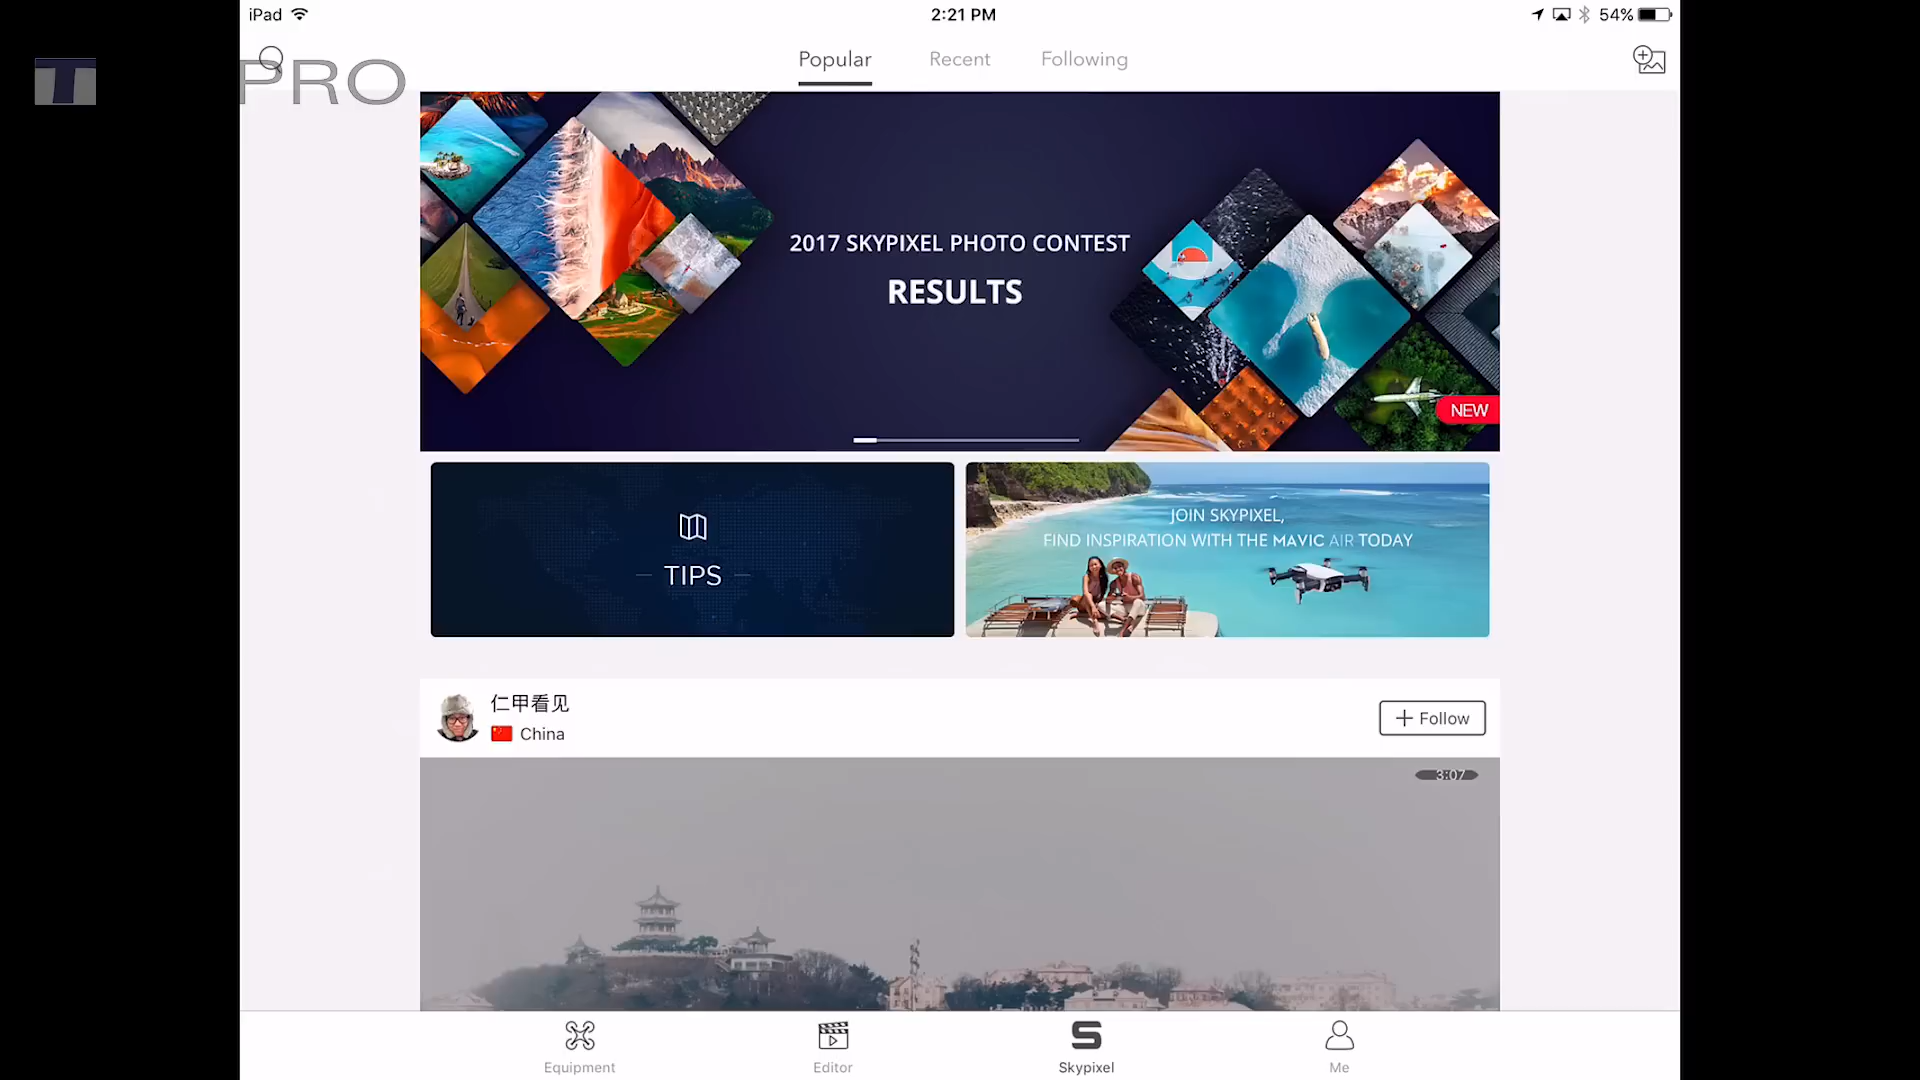 iPad
2:21 PM
54%
T PRO
Popular
Recent
Following
2017 SKYPIXEL PHOTO CONTEST
RESULTS
NEW
TIPS
JOIN SKYPIXEL,
FIND INSPIRATION WITH THE MAVIC AIR TODAY
仁甲看见
China
Follow
3:07
Equipment
Editor
Skypixel
Me